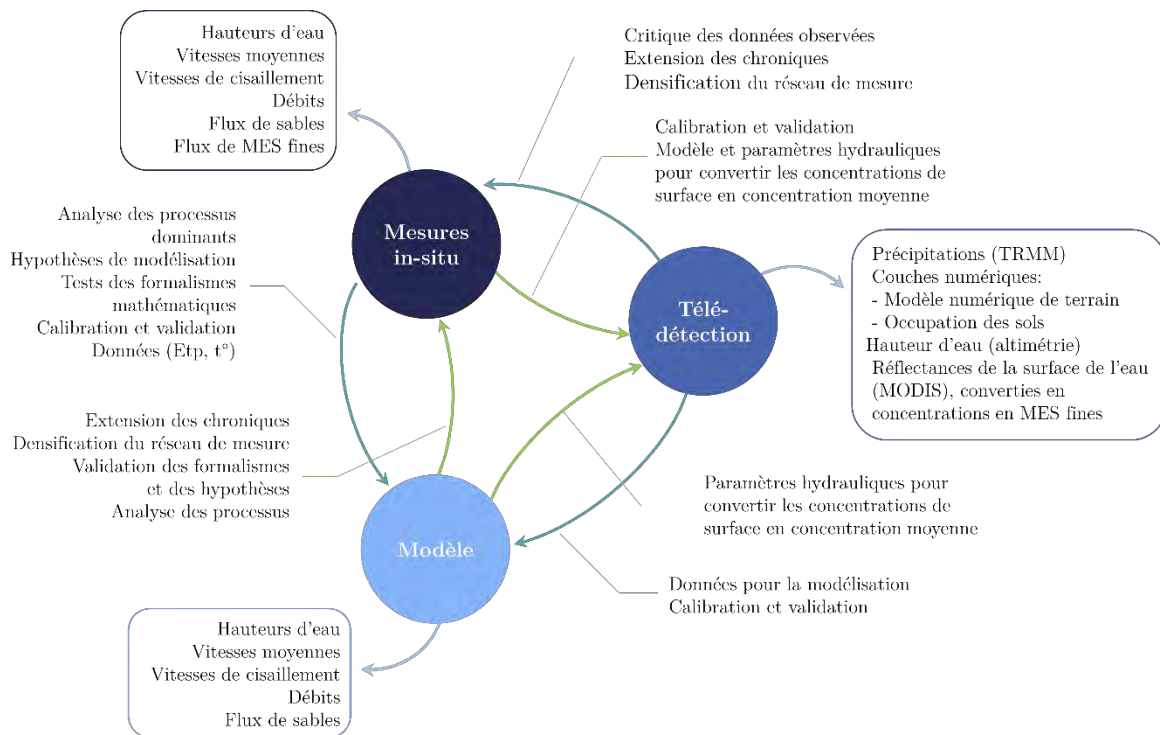 Hauteurs d'eau
Vitesses moyennes
Vitesses de cisaillement
Débits
Flux de sables
Flux de MES fines
Critique des données observées
Extension des chroniques
Densification du réseau de mesure
Calibration et validation
Modèle et paramètres hydrauliques
pour convertir les concentrations de
surface en concentration moyenne
Mesures
in-situ
Analyse des processus
dominants
Hypothèses de modélisation
Tests des formalismes
mathématiques
Calibration et validation
Données (Etp, t°)
Télé-
détection
Précipitations (TRMM)
Couches numériques:
- Modèle numérique de terrain
- Occupation des sols
Hauteur d'eau (altimétrie)
Réflectances de la surface de l'eau
(MODIS), converties en
concentrations en MES fines
Extension des chroniques
Densification du réseau de mesure
Validation des formalismes
et des hypothèses
Analyse des processus
Modèle
Paramètres hydrauliques pour
convertir les concentrations de
surface en concentration moyenne
Données pour la modélisation
Calibration et validation
Hauteurs d'eau
Vitesses moyennes
Vitesses de cisaillement
Débits
Flux de sables